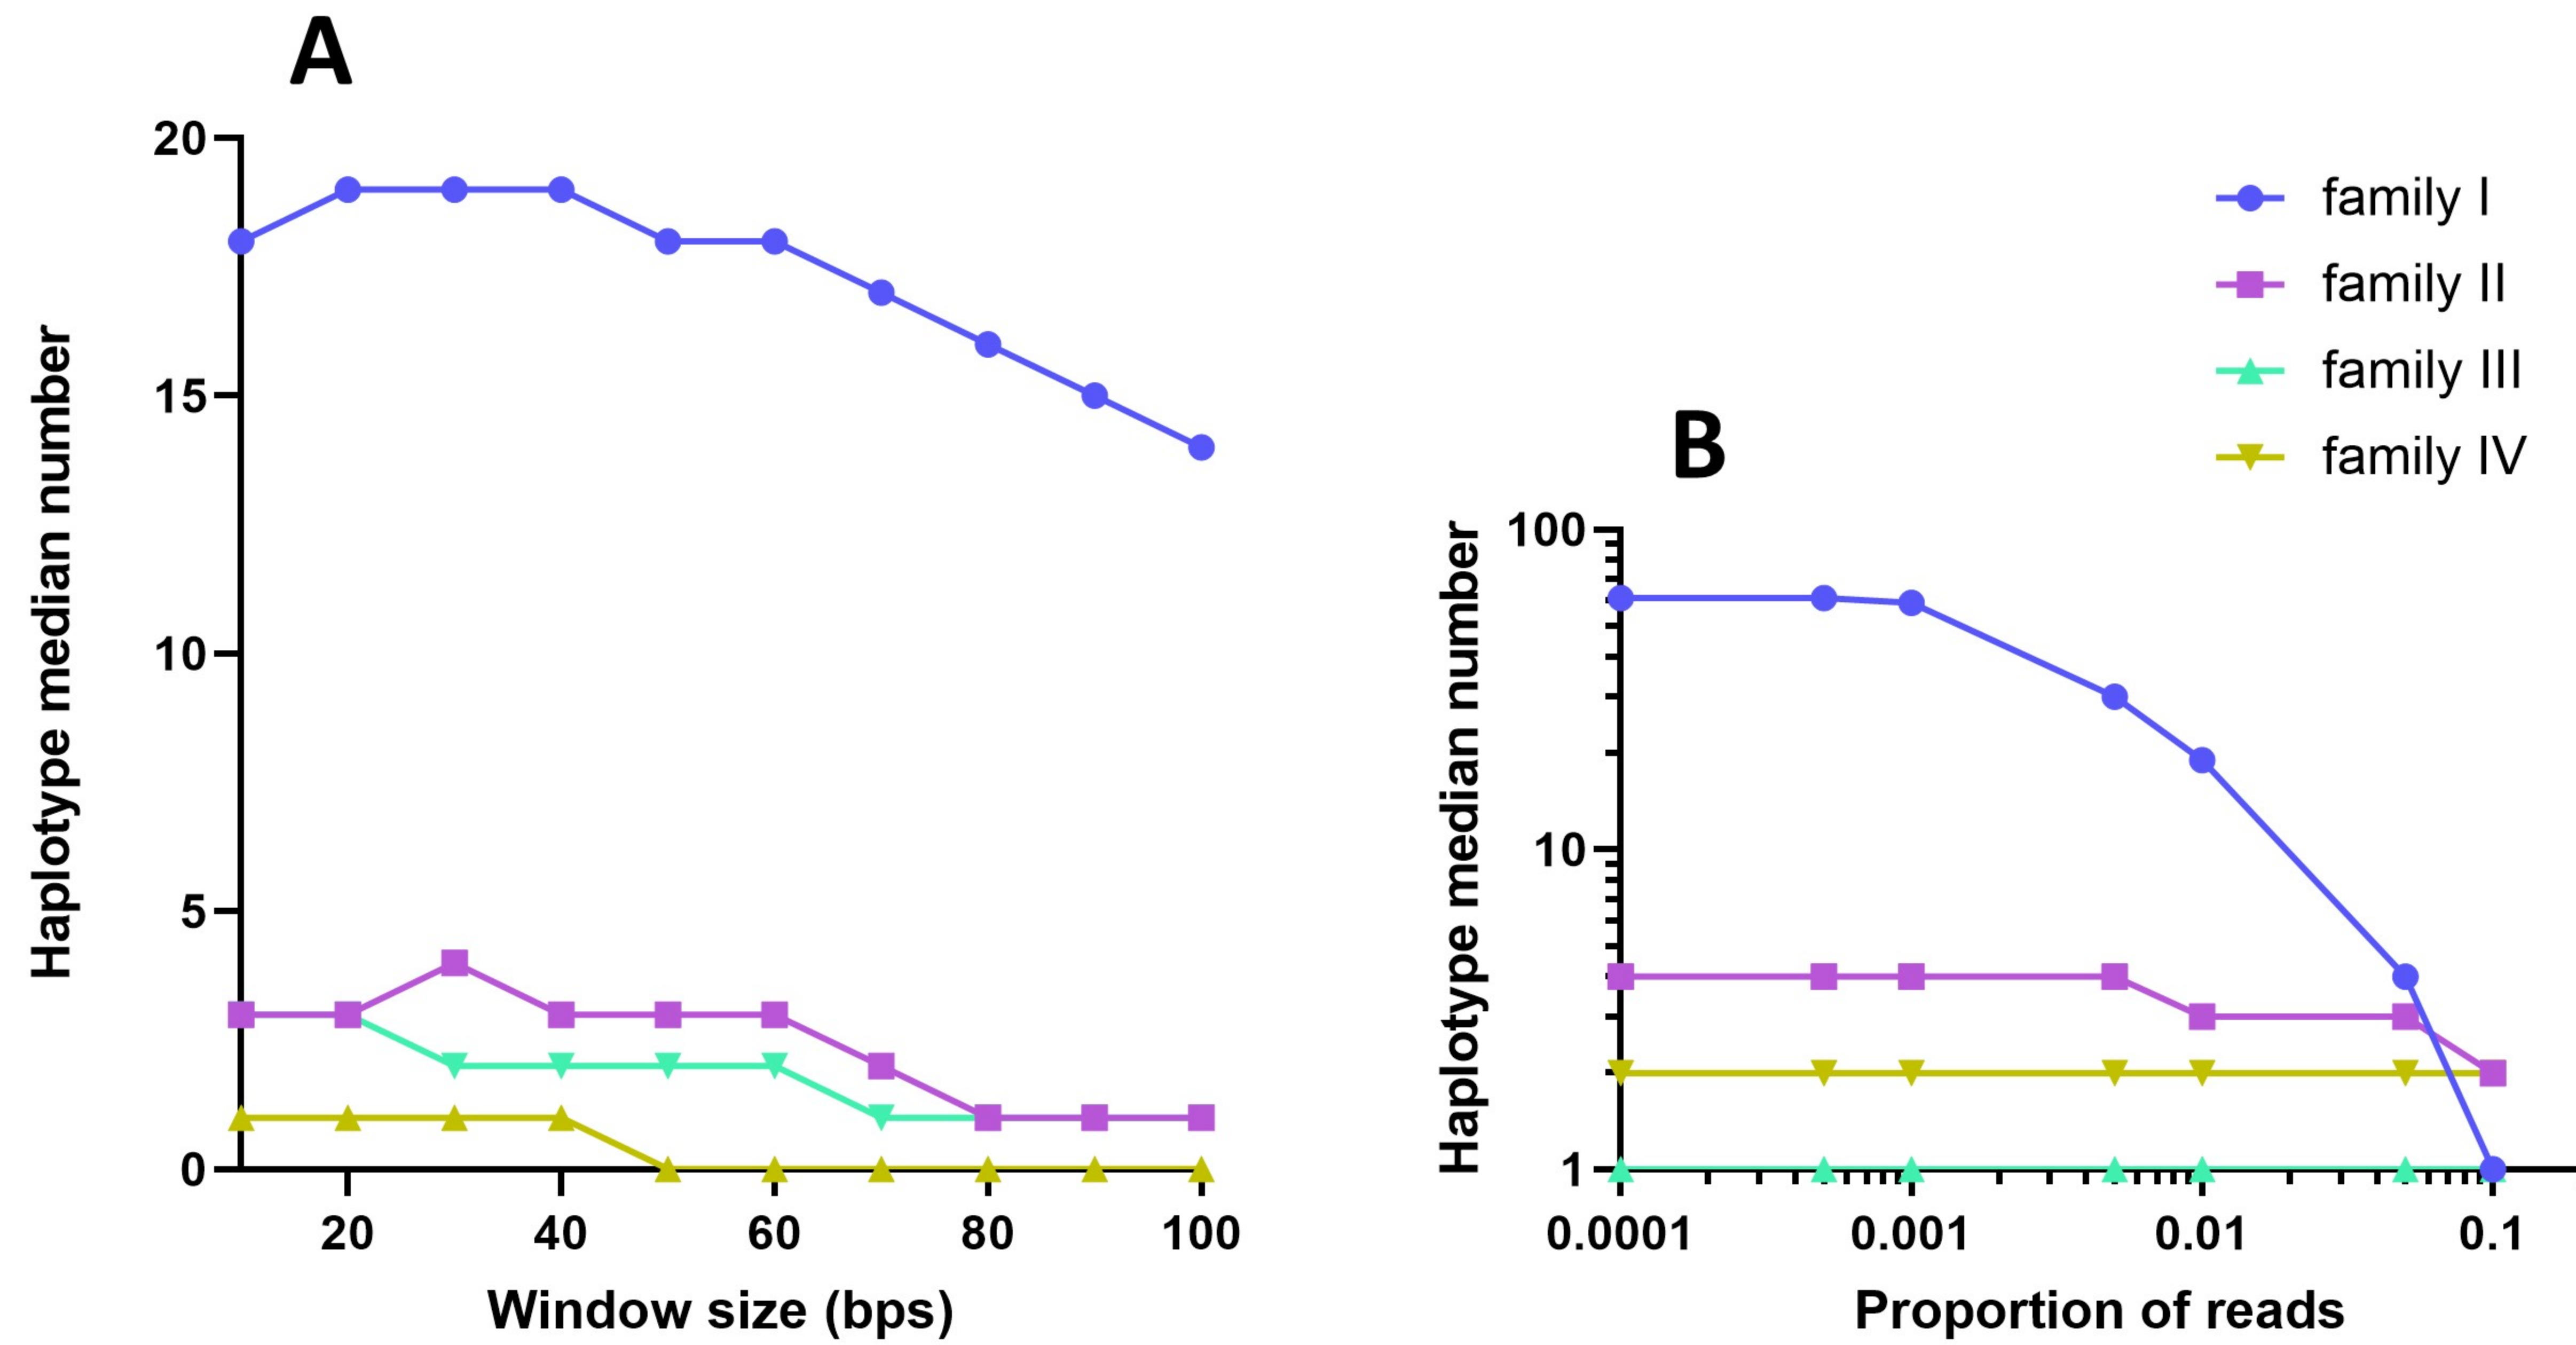 A
20
15
10
5
0
Haplotype median number
20 40 60 80 100
Window size (bps)
family I
family II
family III
family IV
B
100
10
1
Haplotype median number
0.0001 0.001 0.01 0.1
Proportion of reads